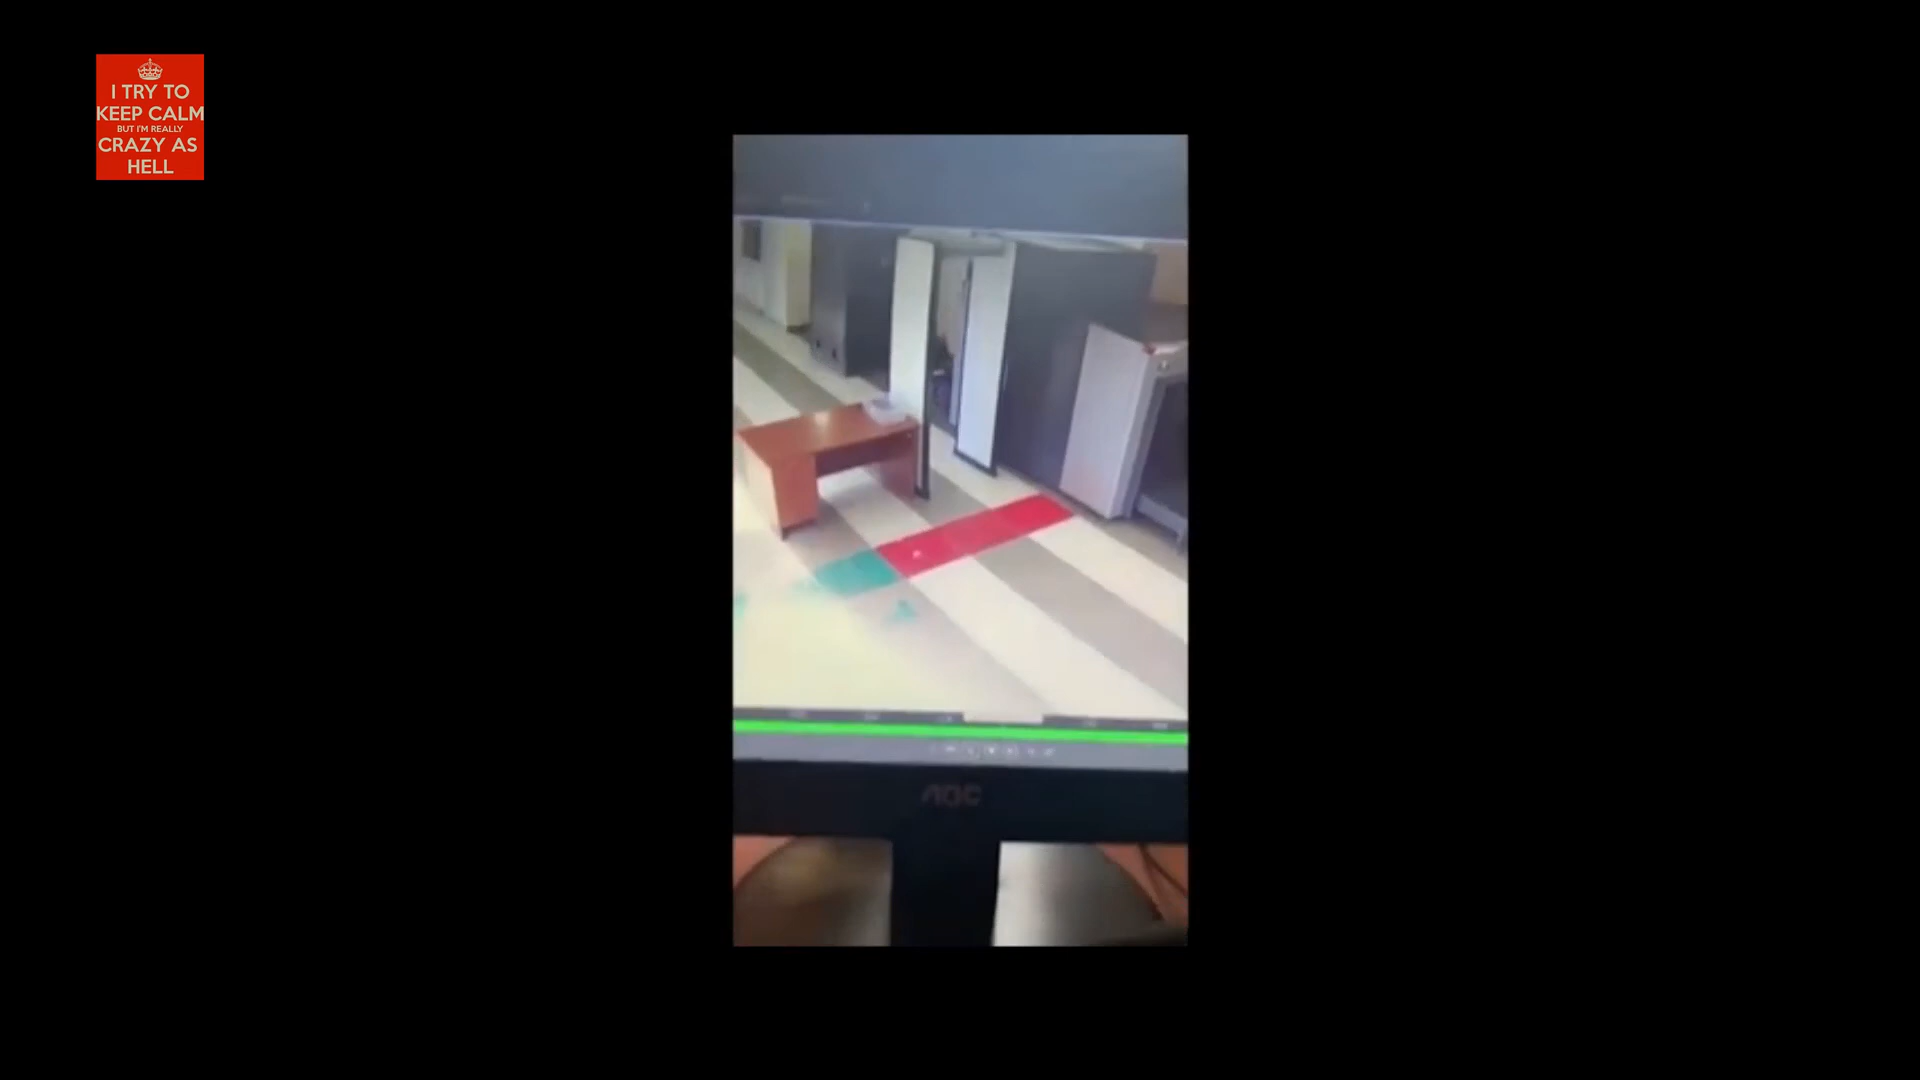 I TRY TO
KEEP CALM
BUT I'M REALLY
CRAZY AS
HELL
AOC